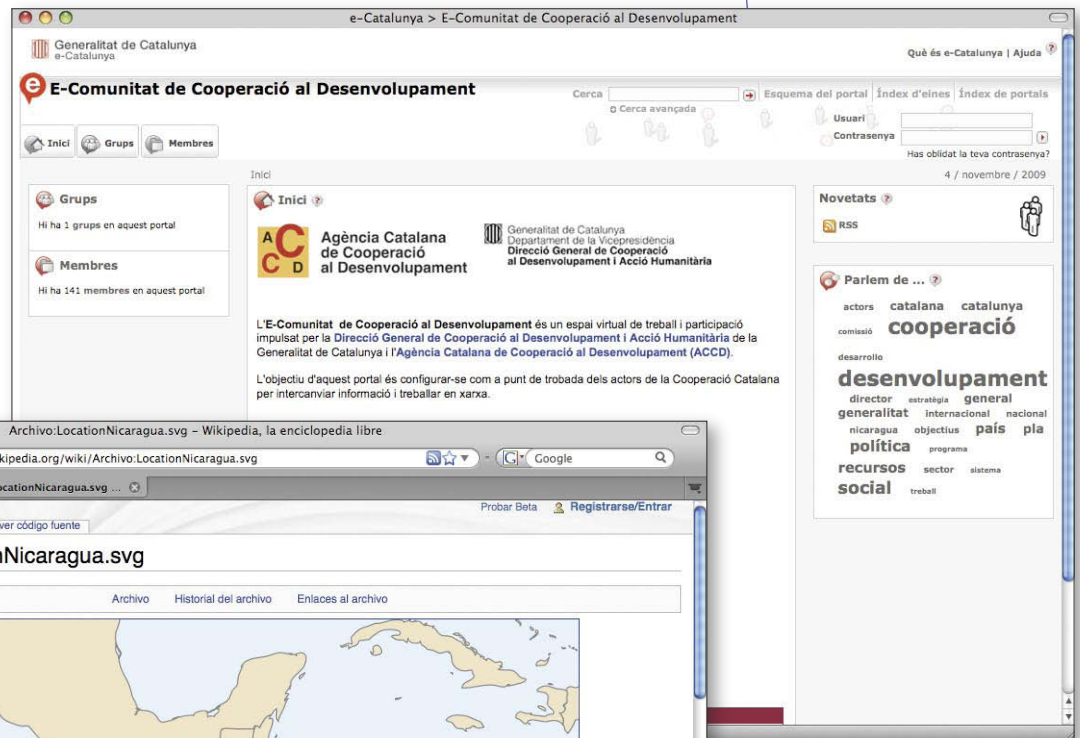 e-Catalunya > E-Comunitat de Cooperació al Desenvolupament
Generalitat de Catalunya
e-Catalunya
Què és e-Catalunya | Ajuda ?
e E-Comunitat de Cooperació al Desenvolupament
Cerca
Esquema del portal | Índex d'eines | Índex de portals
Cerca avançada
Usuari
Contrasenya
Has oblidat la teva contrasenya?
Inici Grups Membres
Inici
4 / novembre / 2009
Grups
Hi ha 1 grups en aquest portal
Membres
Hi ha 141 membres en aquest portal
Inici ?
A C C D
Agència Catalana
de Cooperació
al Desenvolupament
Generalitat de Catalunya
Departament de la Vicepresidència
Direcció General de Cooperació
al Desenvolupament i Acció Humanitària
L'E-Comunitat de Cooperació al Desenvolupament és un espai virtual de treball i participació
impulsat per la Direcció General de Cooperació al Desenvolupament i Acció Humanitària de la
Generalitat de Catalunya i l'Agència Catalana de Cooperació al Desenvolupament (ACCD).
L'objectiu d'aquest portal és configurar-se com a punt de trobada dels actors de la Cooperació Catalana
per intercanviar informació i treballar en xarxa.
Novetats ?
RSS
Parlem de ... ?
actors catalana catalunya
comissió cooperació
desarrollo
desenvolupament
director estratègia general
generalitat internacional nacional
nicaragua objectius país pla
política programa
recursos sector sistema
social treball
Archivo:LocationNicaragua.svg – Wikipedia, la enciclopedia libre
kipedia.org/wiki/Archivo:LocationNicaragua.svg
G Google
ocationNicaragua.svg ...
Probar Beta Registrarse/Entrar
ver código fuente
nNicaragua.svg
Archivo Historial del archivo Enlaces al archivo